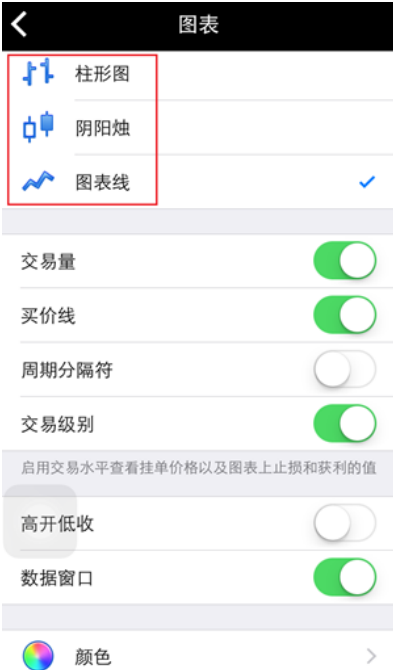 图表
柱形图
阴阳烛
图表线
交易量
买价线
周期分隔符
交易级别
启用交易水平查看挂单价格以及图表上止损和获利的值
高开低收
数据窗口
颜色